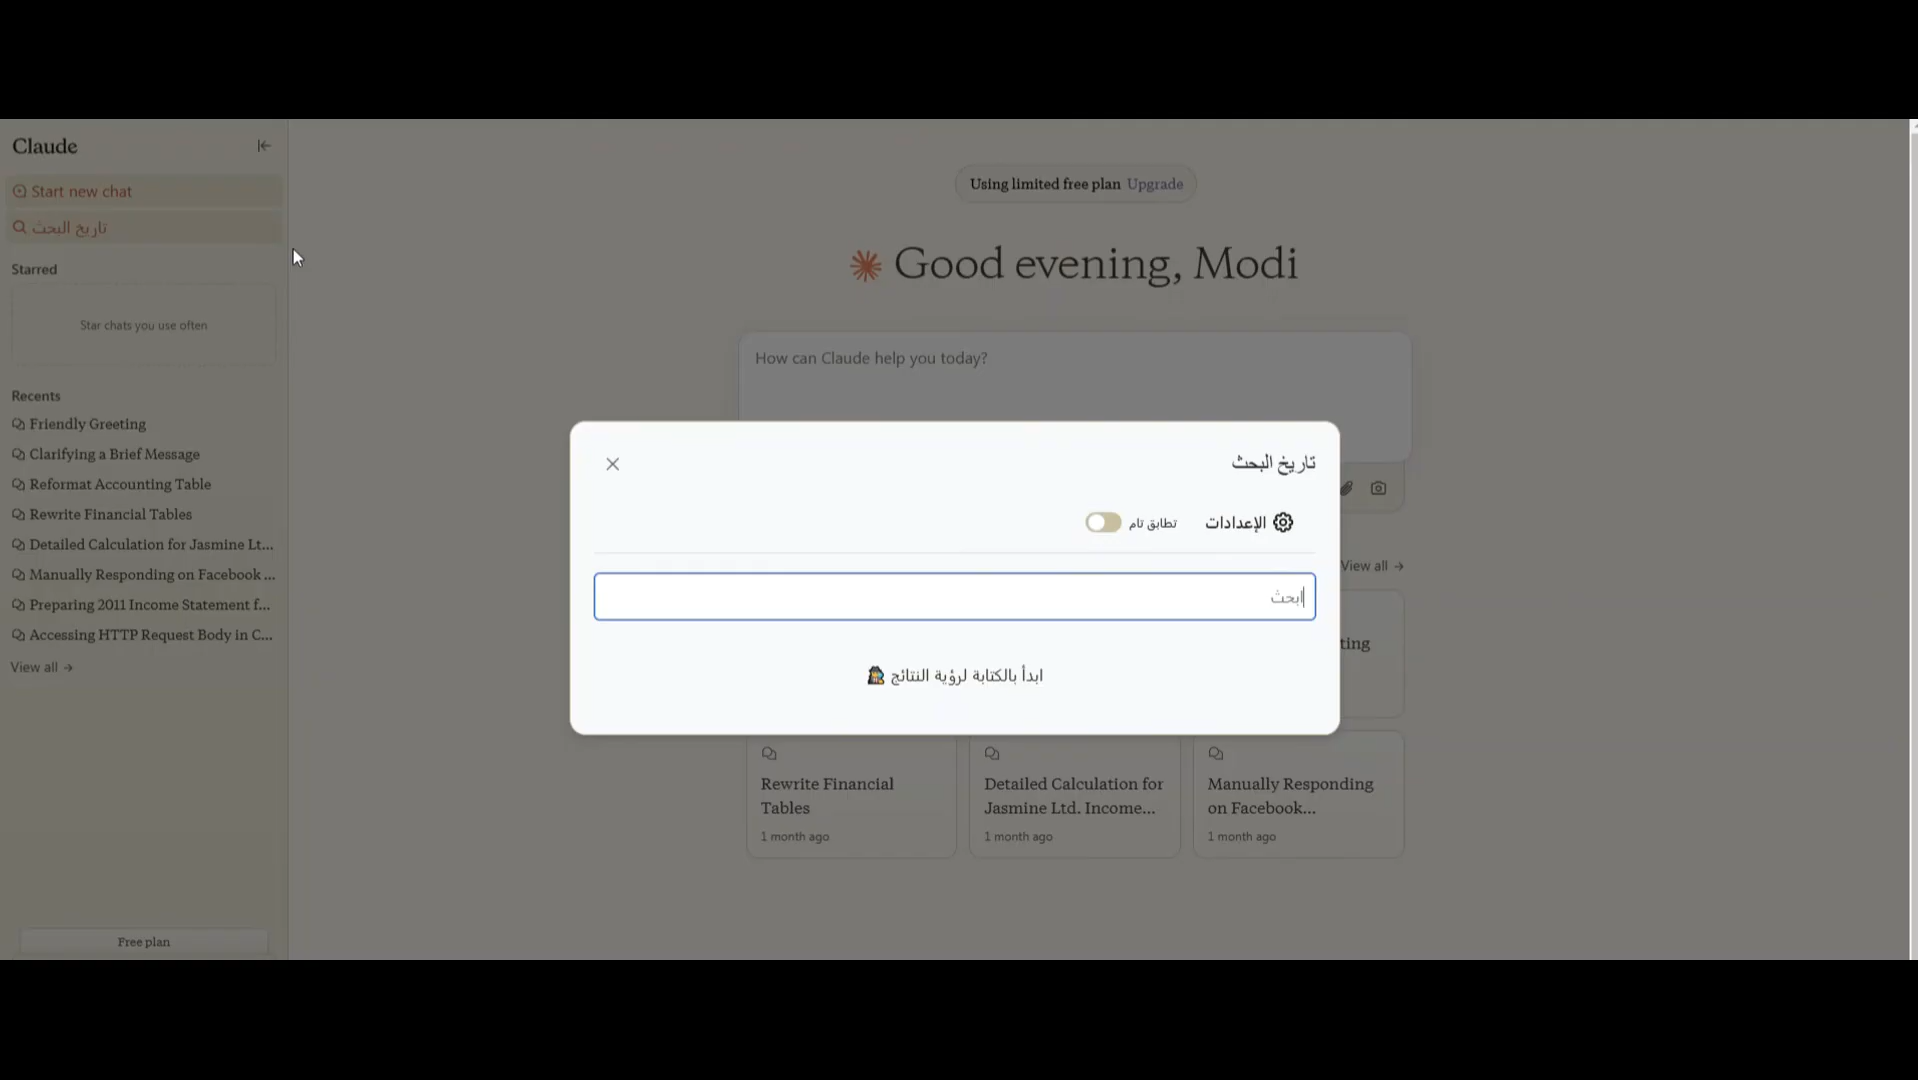 Claude
Start new chat
تاريخ البحث
Starred
Star chats you use often
Recents
Friendly Greeting
Clarifying a Brief Message
Reformat Accounting Table
Rewrite Financial Tables
Detailed Calculation for Jasmine Lt...
Manually Responding on Facebook ...
Preparing 2011 Income Statement f...
Accessing HTTP Request Body in C...
View all →
Free plan
Using limited free plan Upgrade
Good evening, Modi
How can Claude help you today?
تاريخ البحث
الإعدادات تطابق تام
ابحث
ابدأ بالكتابة لرؤية النتائج
View all →
Rewrite Financial
Tables
1 month ago
Detailed Calculation for
Jasmine Ltd. Income...
1 month ago
Manually Responding
on Facebook...
1 month ago